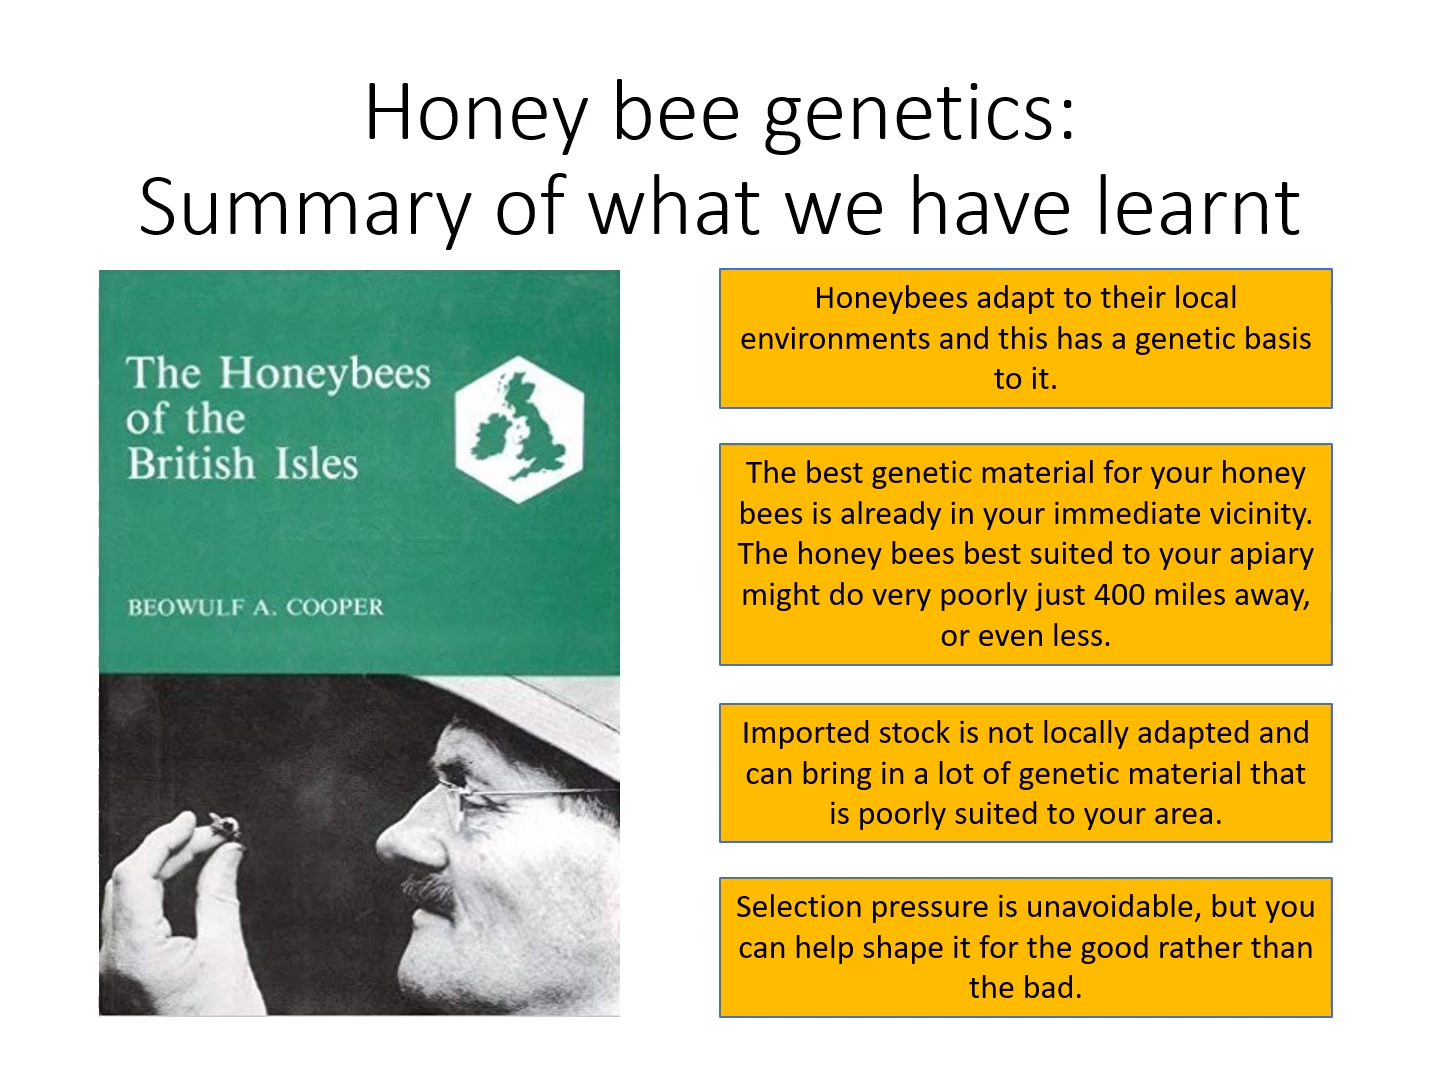 Honey bee genetics:
Summary of what we have learnt
The Honeybees
of the
British Isles
BEOWULF A. COOPER
Honeybees adapt to their local
environments and this has a genetic basis
to it.
The best genetic material for your honey
bees is already in your immediate vicinity.
The honey bees best suited to your apiary
might do very poorly just 400 miles away,
or even less.
Imported stock is not locally adapted and
can bring in a lot of genetic material that
is poorly suited to your area.
Selection pressure is unavoidable, but you
can help shape it for the good rather than
the bad.